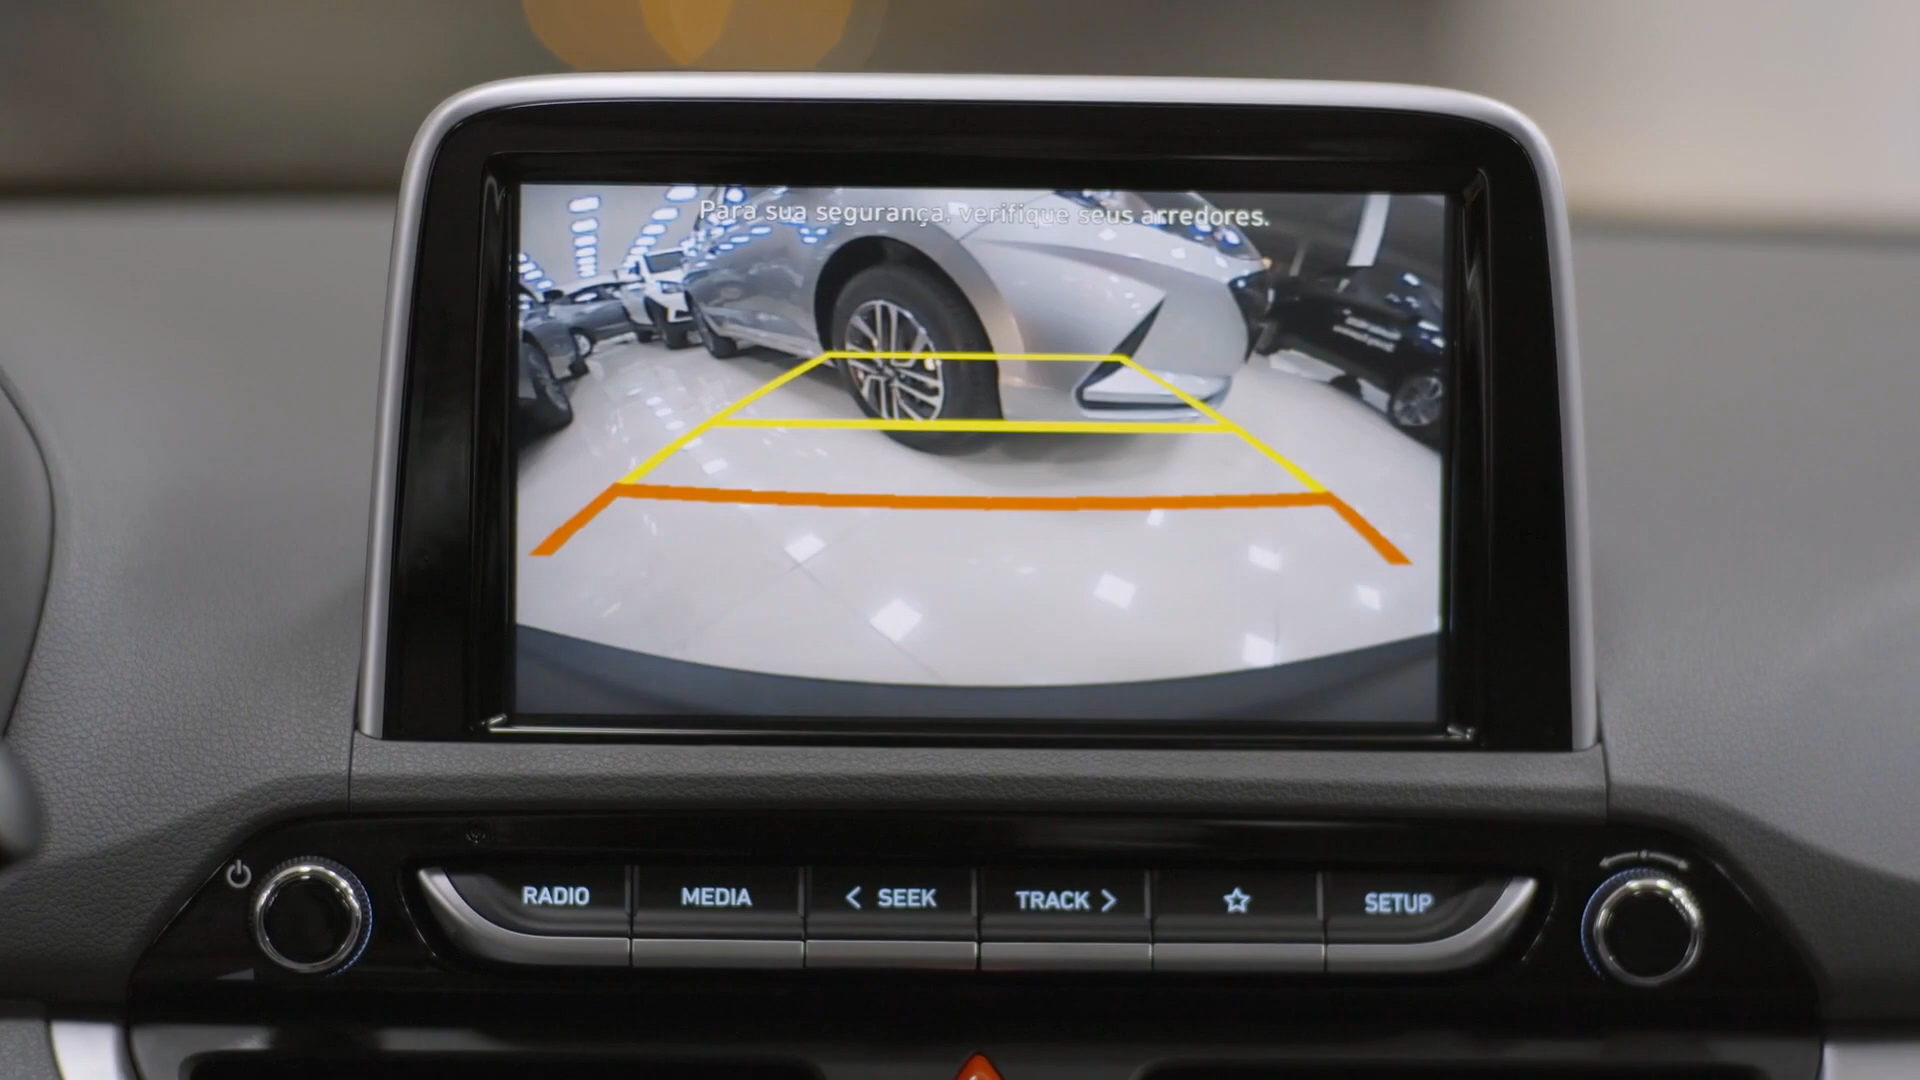 Para sua segurança, verifique seus arredores.
RADIO
MEDIA
< SEEK
TRACK >
SETUP